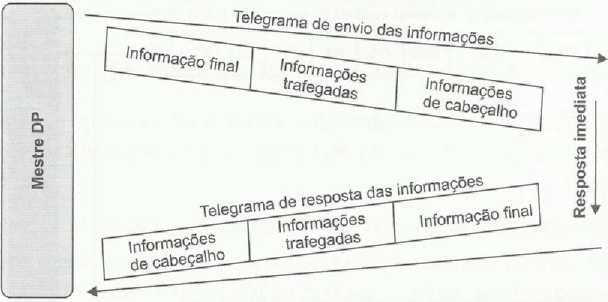 Telegrama de envio das informações
Informação final
Informações
trafegadas
Informações
de cabeçalho
Mestre DP
Resposta imediata
Telegrama de resposta das informações
Informações
de cabeçalho
Informações
trafegadas
Informação final